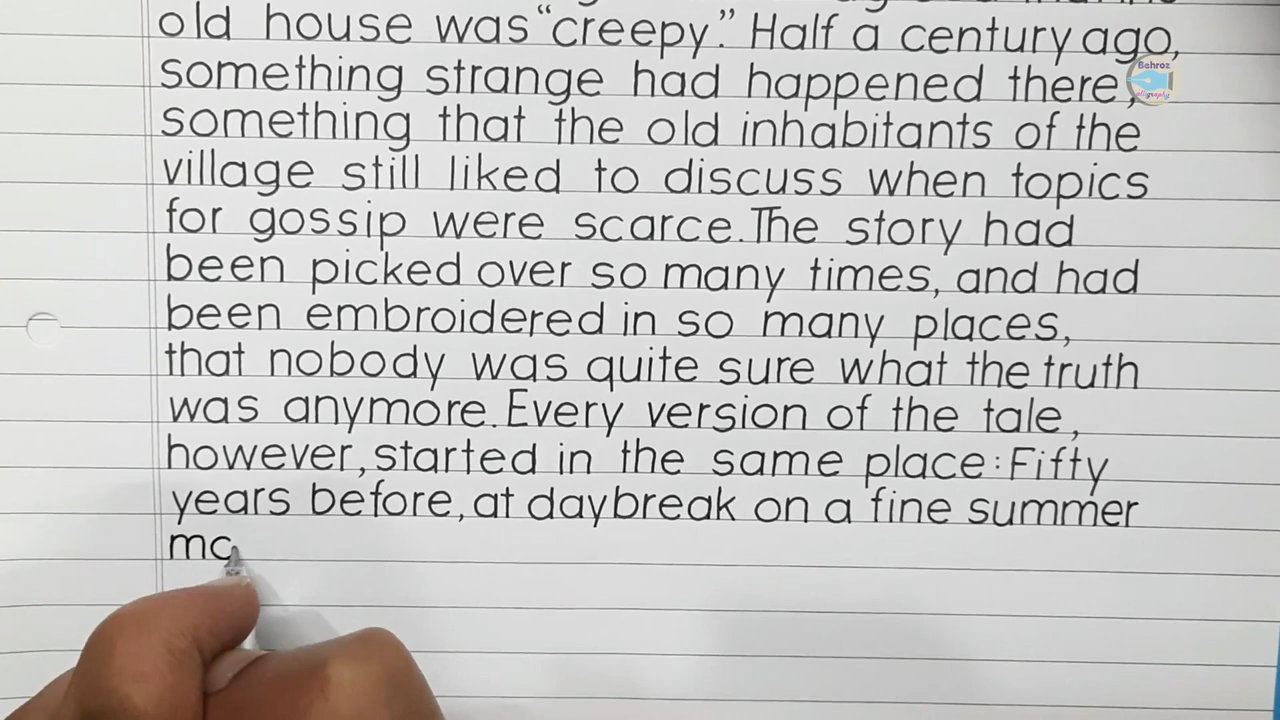 old house was “creepy.” Half a century ago,
something strange had happened there,
something that the old inhabitants of the
village still liked to discuss when topics
for gossip were scarce. The story had
been picked over so many times, and had
been embroidered in so many places,
that nobody was quite sure what the truth
was anymore. Every version of the tale,
however, started in the same place: Fifty
years before, at daybreak on a fine summer
mo
Bahroz
alligraphy